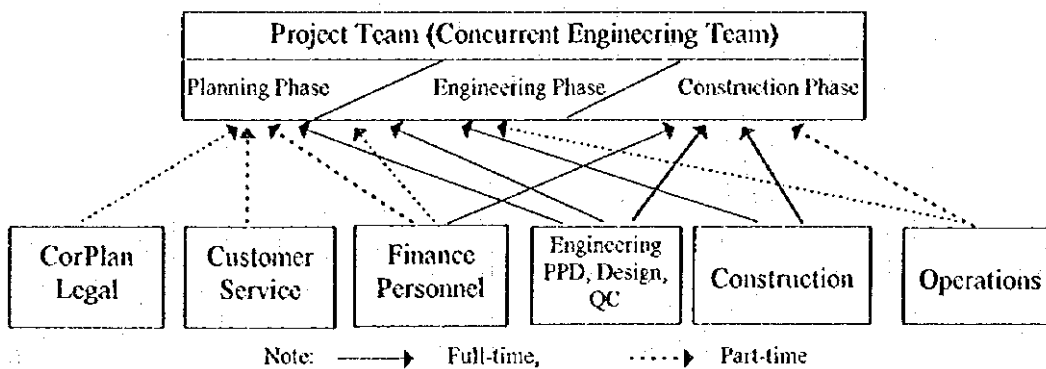 Project Team (Concurrent Engineering Team)
Planning Phase
Engineering Phase
Construction Phase
CorPlan
Legal
Customer
Service
Finance
Personnel
Engineering
PPD, Design,
QC
Construction
Operations
Note: Full-time, Part-time